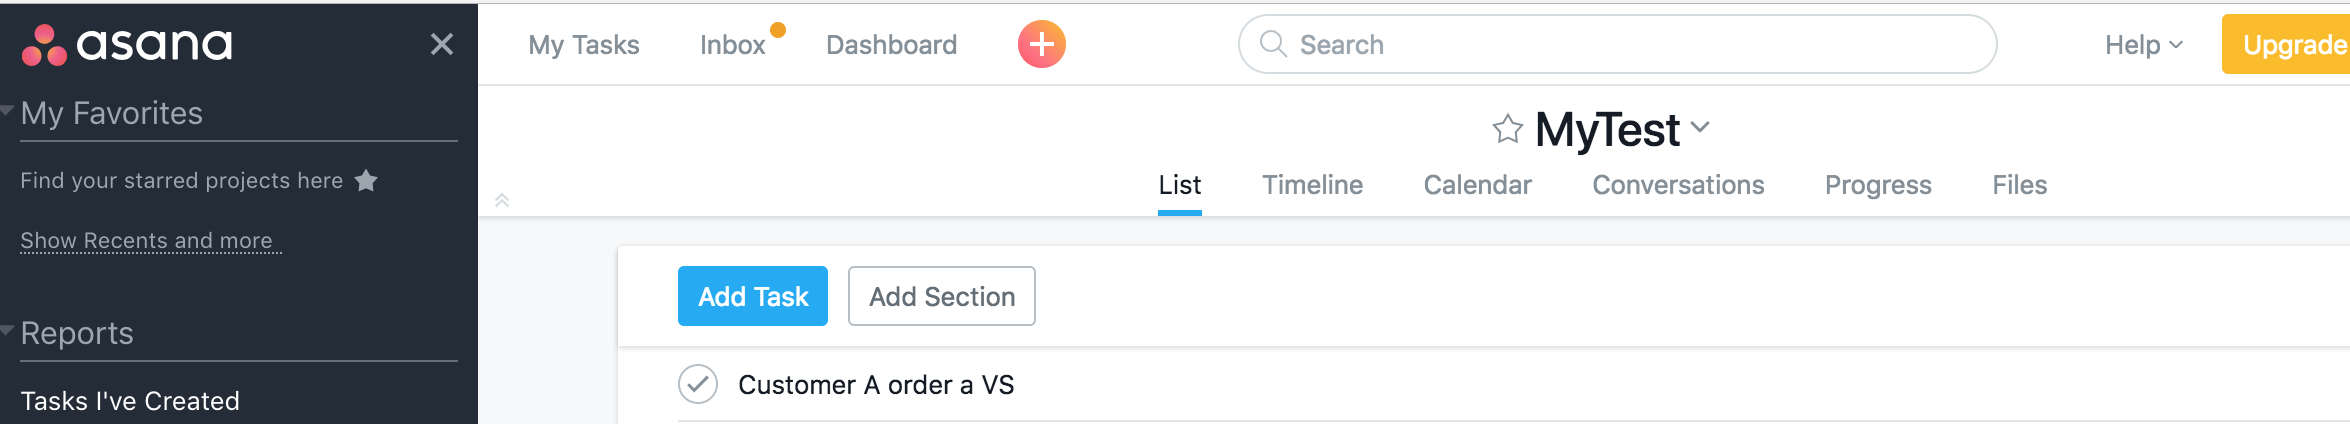 asana
My Tasks
Inbox
Dashboard
Search
Help
Upgrade
My Favorites
Find your starred projects here
Show Recents and more
Reports
Tasks I've Created
MyTest
List
Timeline
Calendar
Conversations
Progress
Files
Add Task
Add Section
Customer A order a VS